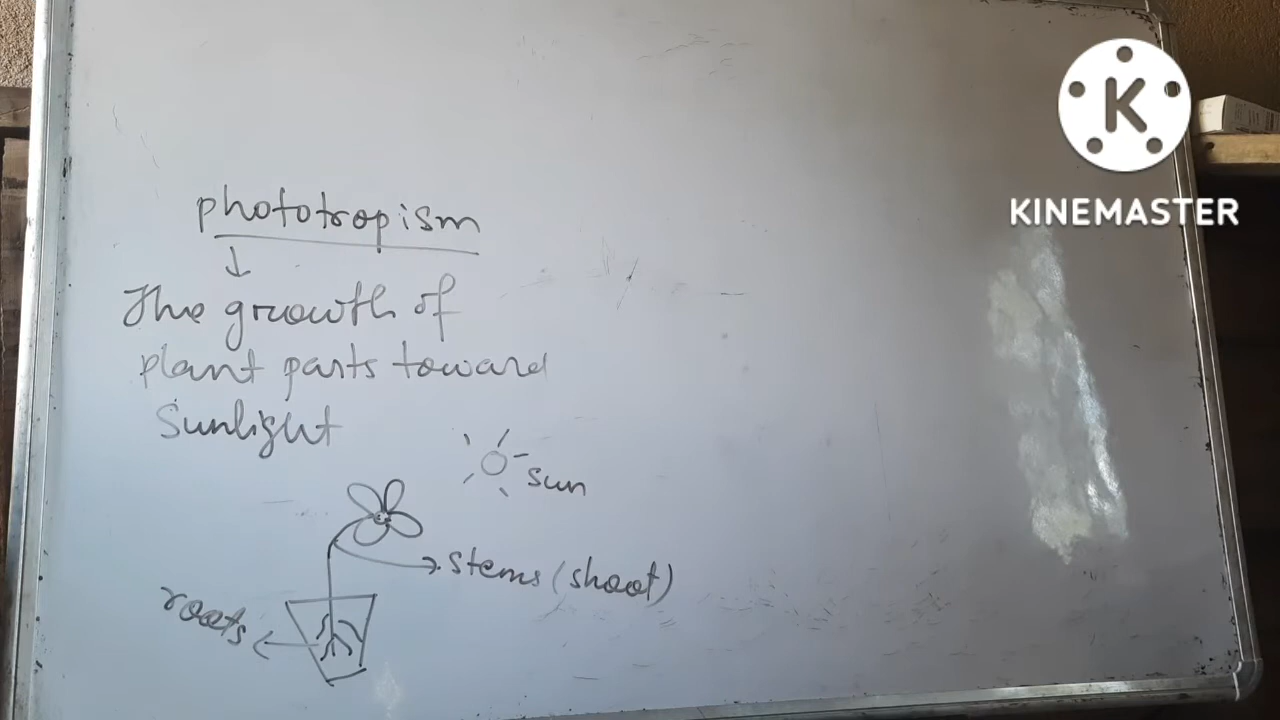 phototropism
The growth of
plant parts toward
Sunlight
sun
stems (shoot)
roots
K
KINEMASTER